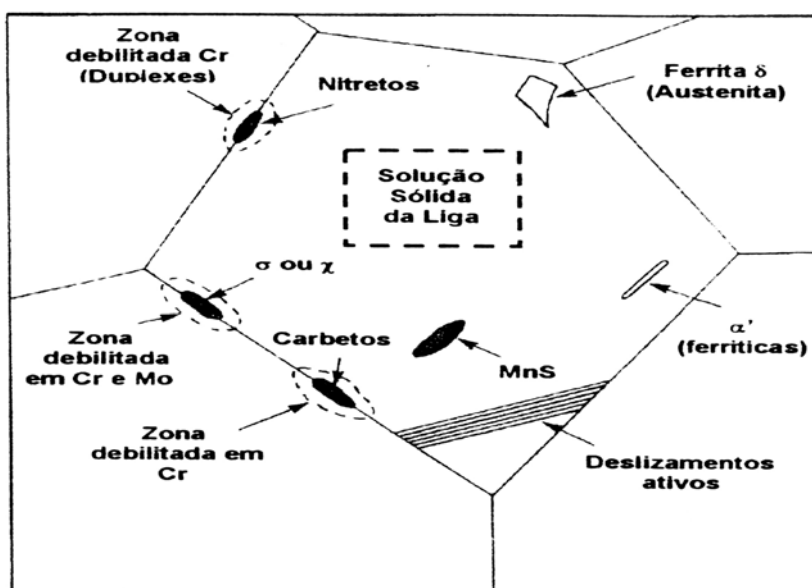 Zona
debilitada Cr
(Duplexes)
Nitretos
Ferrita δ
(Austenita)
Solução
Sólida
da Liga
σ ou χ
Zona
debilitada
em Cr e Mo
Carbetos
MnS
α'
(ferriticas)
Zona
debilitada em
Cr
Deslizamentos
ativos